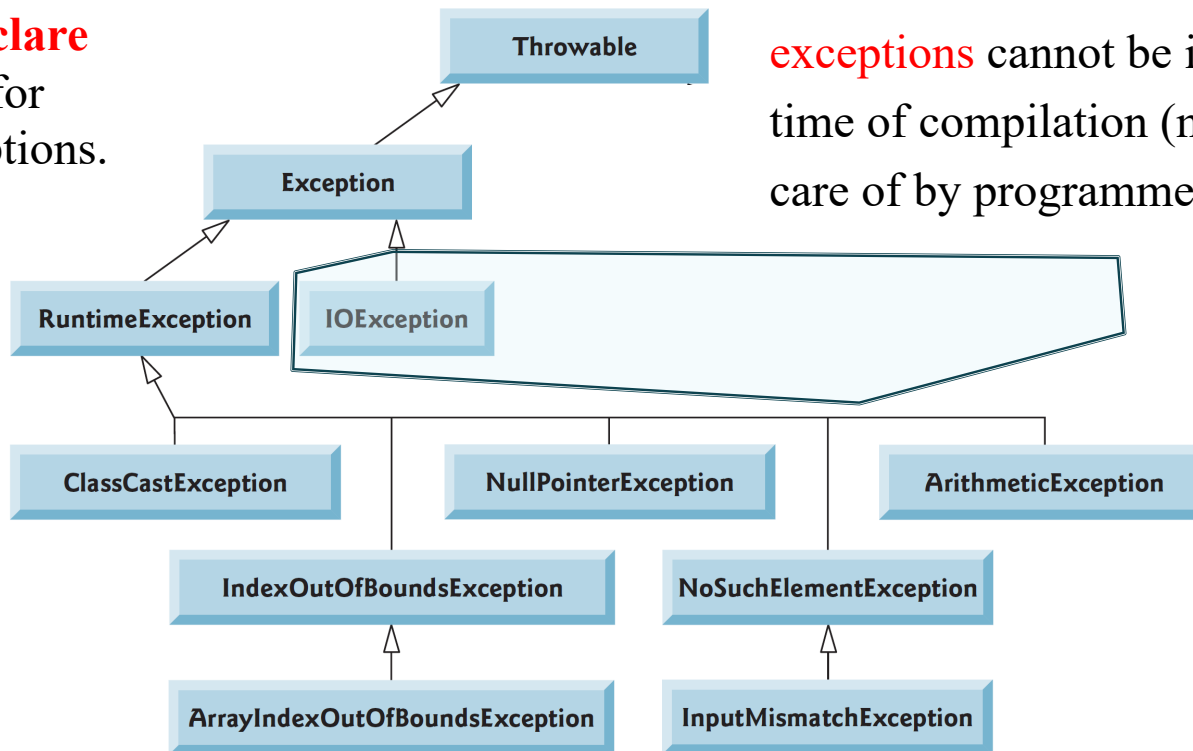 clare
for
tions.
Throwable
exceptions cannot be i
time of compilation (n
care of by programme
Exception
RuntimeException
IOException
ClassCastException
NullPointerException
ArithmeticException
IndexOutOfBoundsException
NoSuchElementException
ArrayIndexOutOfBoundsException
InputMismatchException